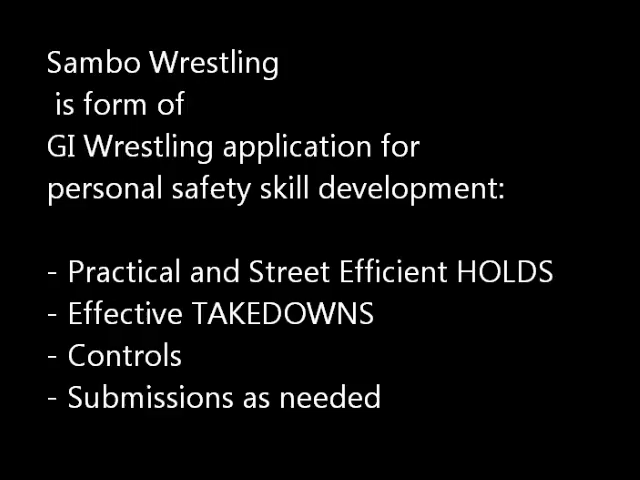 Sambo Wrestling
is form of
GI Wrestling application for
personal safety skill development:
- Practical and Street Efficient HOLDS
- Effective TAKEDOWNS
- Controls
- Submissions as needed